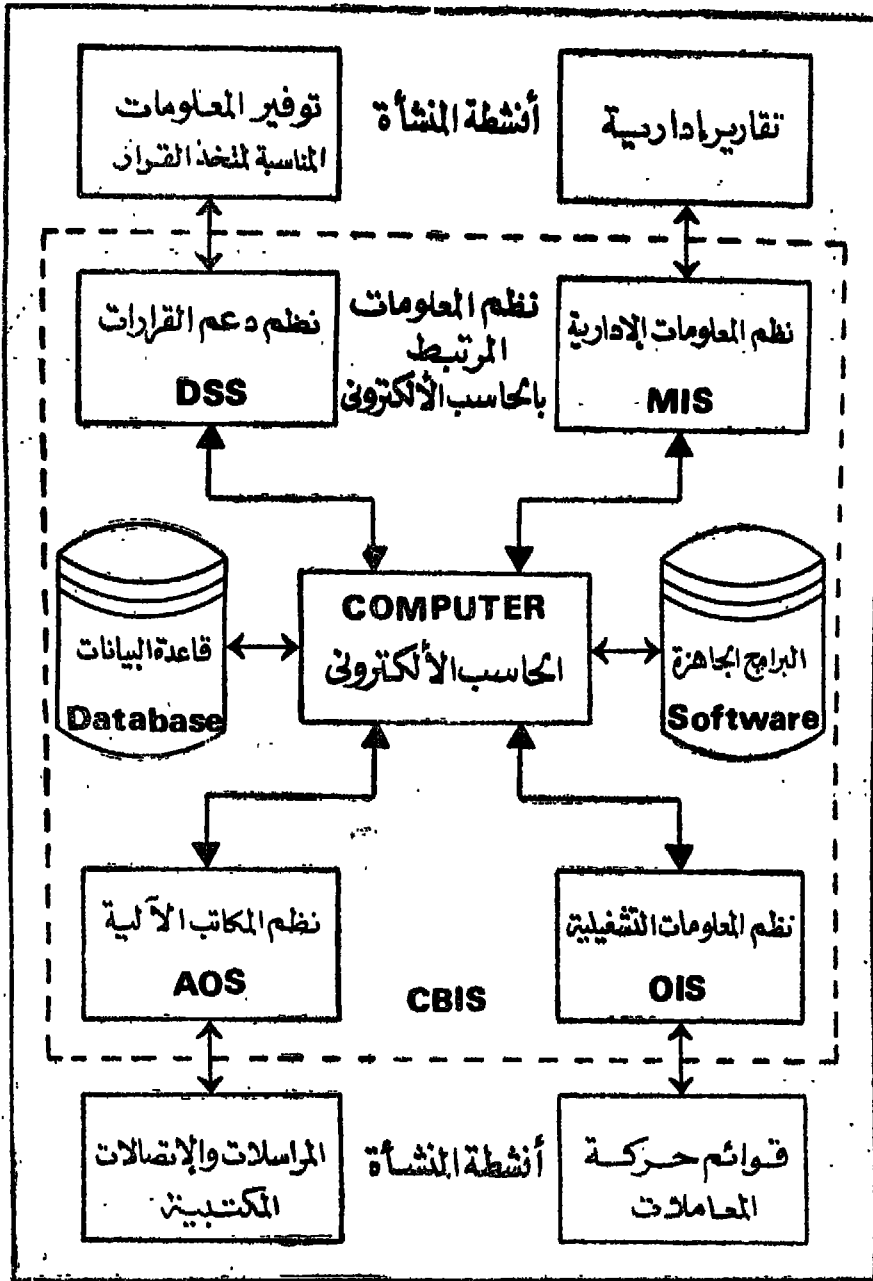 تقارير إدارية
أنشطة المنشأة
توفير المعلومات
المناسبة لمتخذ القرار
نظم المعلومات الإدارية
MIS
نظم المعلومات
المرتبط
بالحاسب الألكترونى
نظم دعم القرارات
DSS
البرامج الجاهزة
Software
COMPUTER
الحاسب الألكترونى
قاعدة البيانات
Database
نظم المعلومات التشغيلية
OIS
CBIS
نظم المكاتب الآلية
AOS
قوائم حركة
المعاملات
أنشطة المنشأة
المراسلات والإتصالات
المكتبية